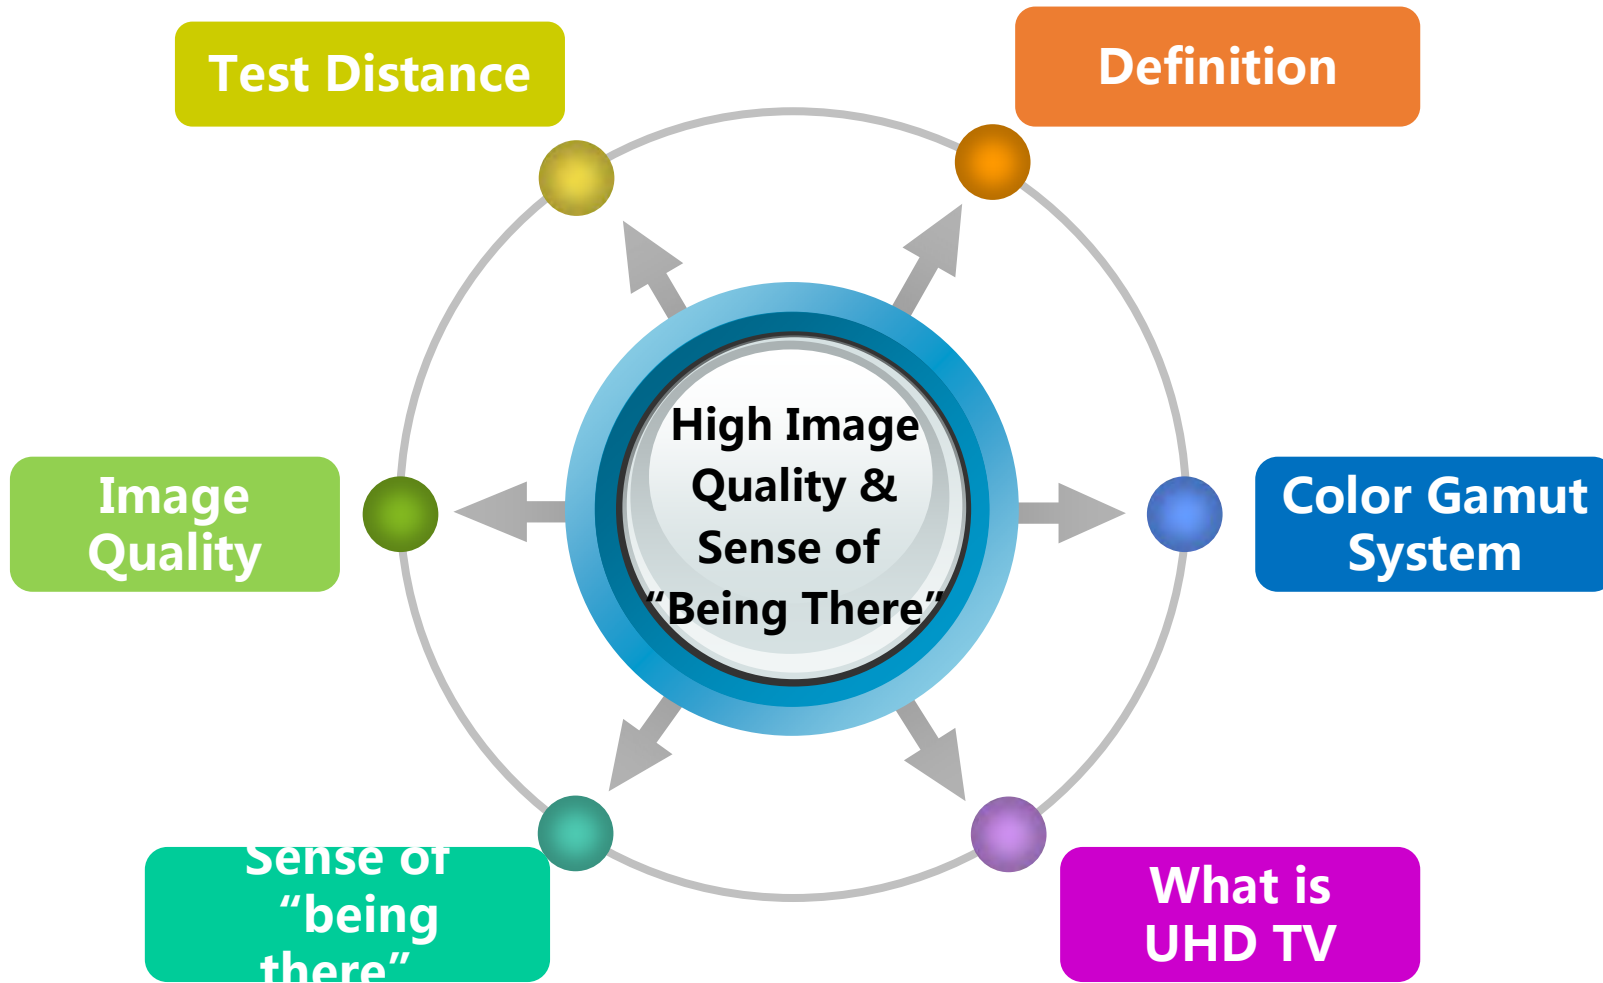 Test Distance
Definition
High Image
Quality &
Sense of
“Being There”
Image
Quality
Color Gamut
System
Sense of
“being
there”
What is
UHD TV